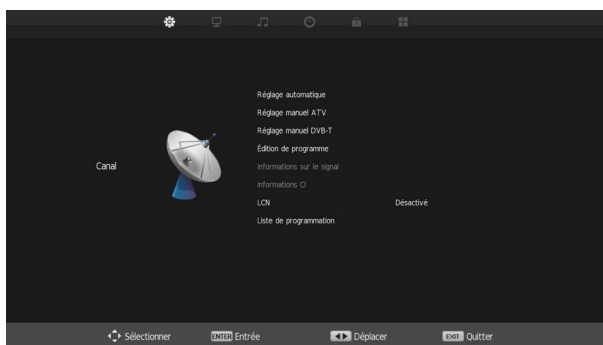 Réglage automatique
Réglage manuel ATV
Réglage manuel DVB-T
Édition de programme
Canal
Informations sur le signal
Informations CI
LCN Désactivé
Liste de programmation
Sélectionner ENTER Entrée Déplacer EXIT Quitter